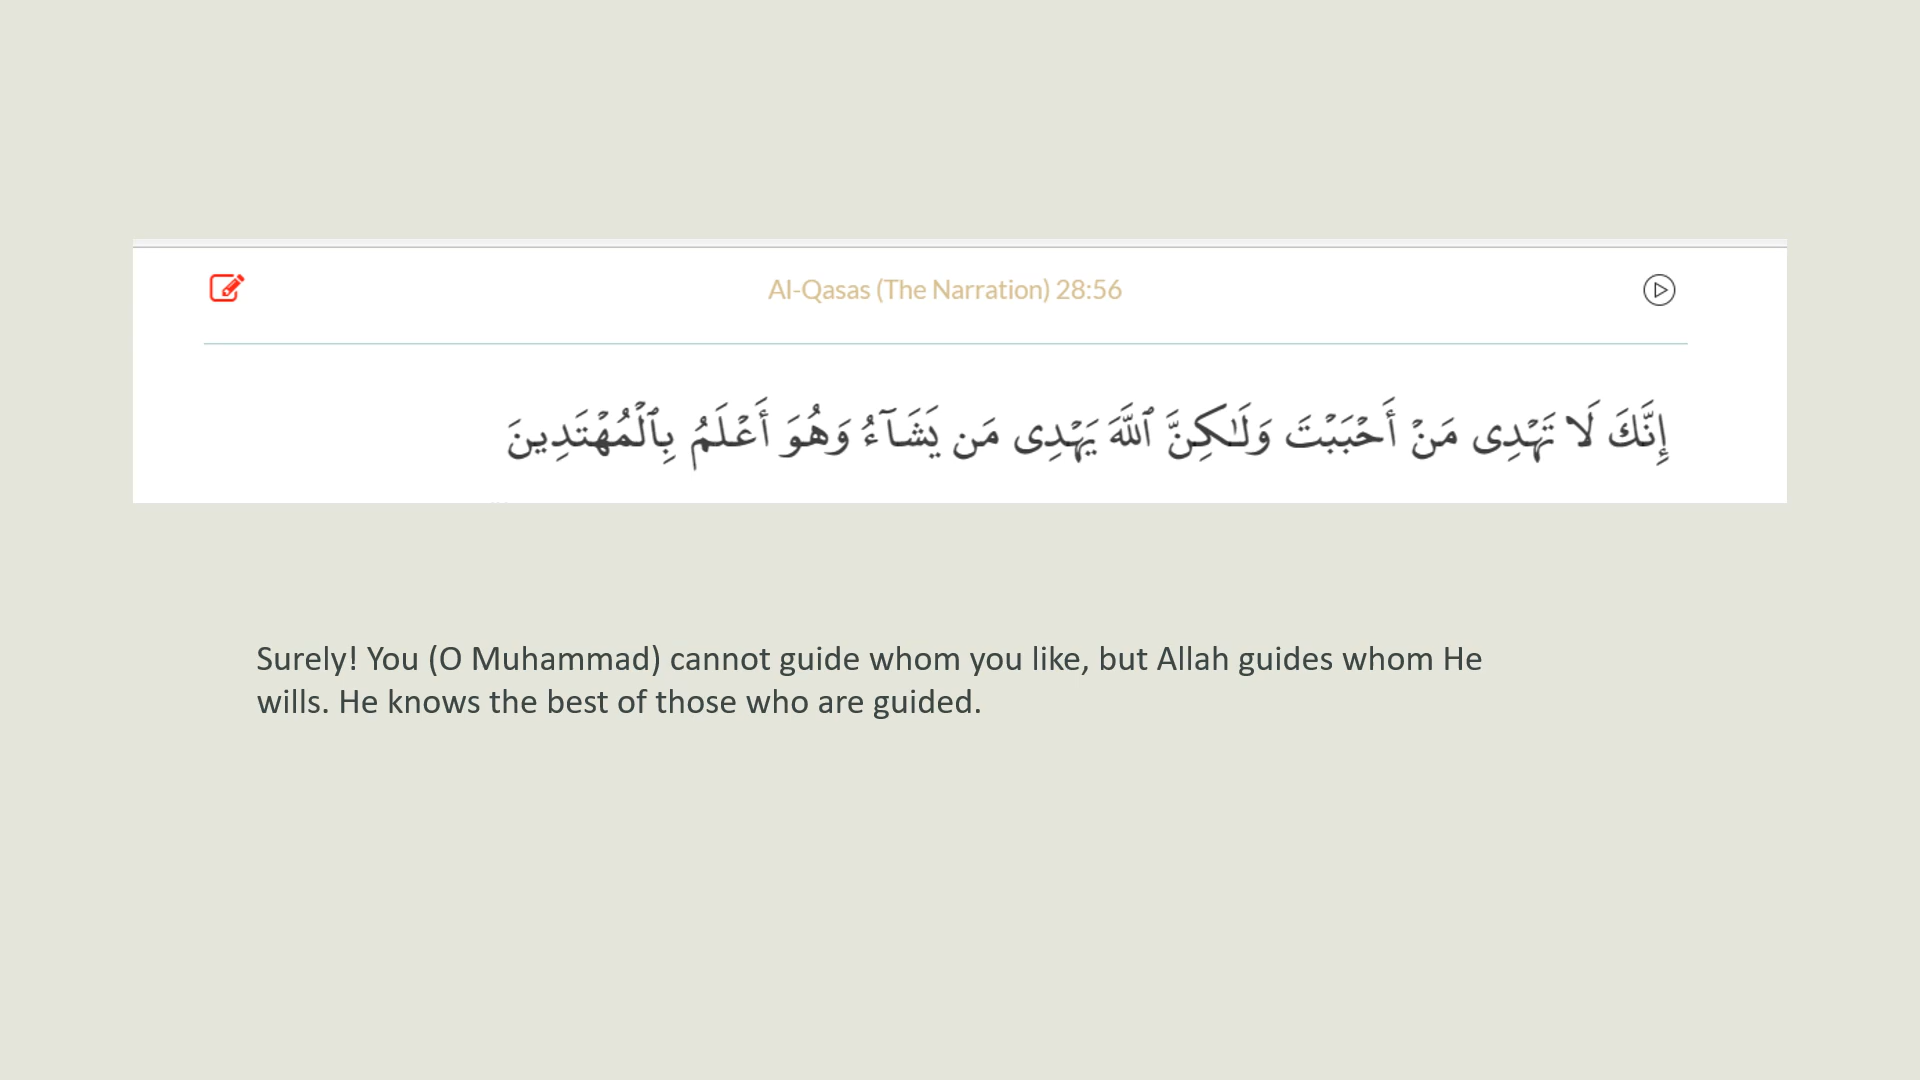 Al-Qasas (The Narration) 28:56
إِنَّكَ لَا تَهْدِى مَنْ أَحْبَبْتَ وَلَـٰكِنَّ ٱللَّهَ يَهْدِى مَن يَشَآءُ وَهُوَ أَعْلَمُ بِٱلْمُهْتَدِينَ
Surely! You (O Muhammad) cannot guide whom you like, but Allah guides whom He
wills. He knows the best of those who are guided.